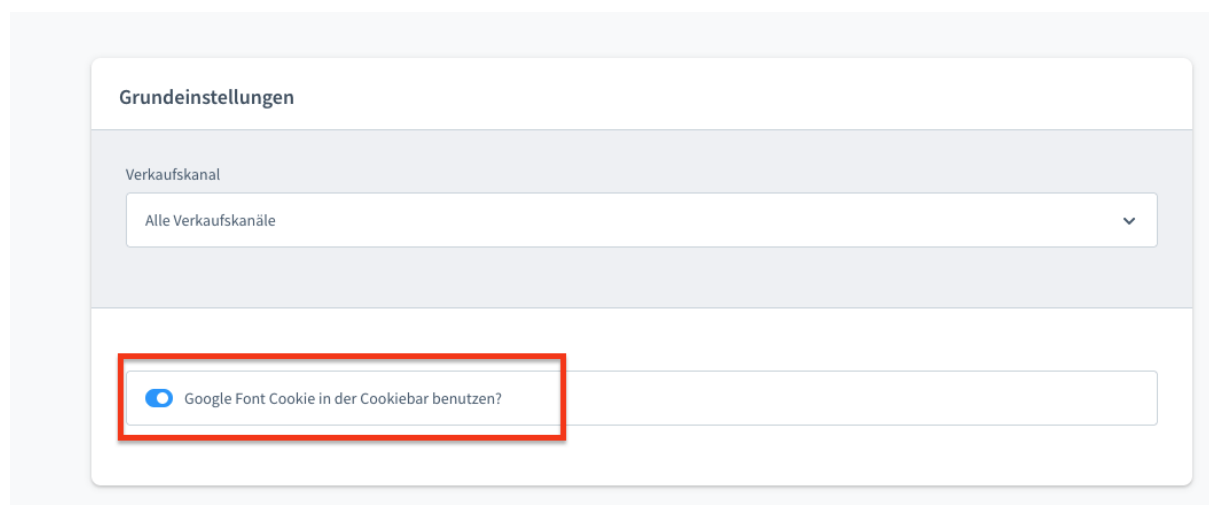 Grundeinstellungen
Verkaufskanal
Alle Verkaufskanäle
Google Font Cookie in der Cookiebar benutzen?